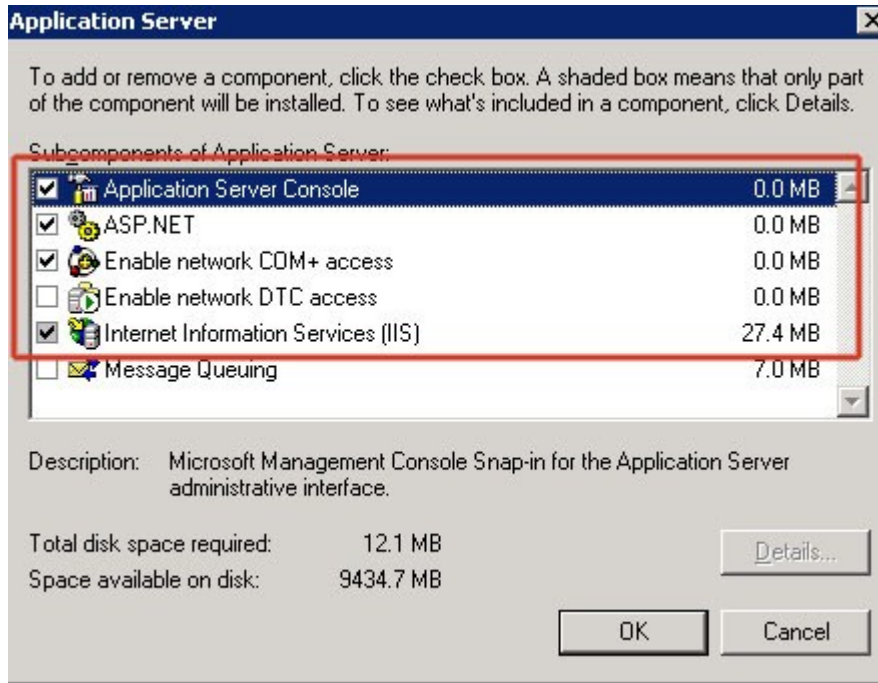 Application Server
To add or remove a component, click the check box. A shaded box means that only part
of the component will be installed. To see what's included in a component, click Details.
Subcomponents of Application Server:
Application Server Console 0.0 MB
ASP.NET 0.0 MB
Enable network COM+ access 0.0 MB
Enable network DTC access 0.0 MB
Internet Information Services (IIS) 27.4 MB
Message Queuing 7.0 MB
Description: Microsoft Management Console Snap-in for the Application Server
administrative interface.
Total disk space required: 12.1 MB
Details...
Space available on disk: 9434.7 MB
OK Cancel